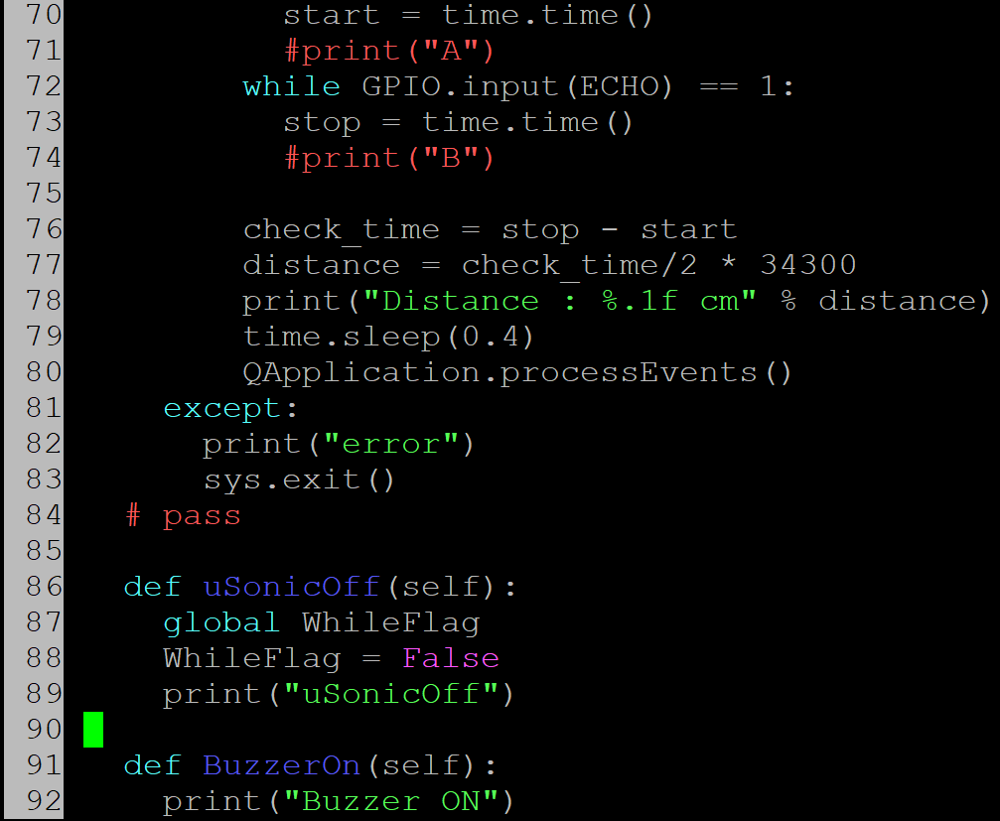 70           start = time.time()
71           #print("A")
72         while GPIO.input(ECHO) == 1:
73           stop = time.time()
74           #print("B")
75
76         check_time = stop - start
77         distance = check_time/2 * 34300
78         print("Distance : %.1f cm" % distance)
79         time.sleep(0.4)
80         QApplication.processEvents()
81     except:
82       print("error")
83       sys.exit()
84   # pass
85
86   def uSonicOff(self):
87     global WhileFlag
88     WhileFlag = False
89     print("uSonicOff")
90
91   def BuzzerOn(self):
92     print("Buzzer ON")